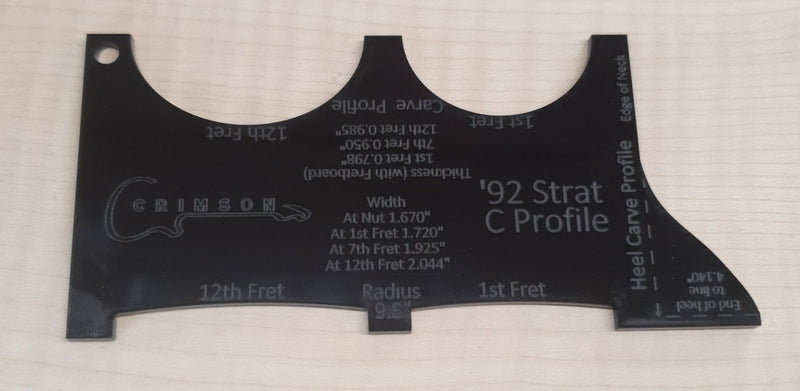 12th Fret
1st Fret
Carve Profile
12th Fret 0.985"
7th Fret 0.950"
1st Fret 0.798"
Thickness (with Fretboard)
CRIMSON
Width
At Nut 1.670"
At 1st Fret 1.720"
At 7th Fret 1.925"
At 12th Fret 2.044"
'92 Strat
C Profile
12th Fret
Radius
9.5"
1st Fret
Heel Carve Profile
Edge of Neck
End of heel
to line
4.140"